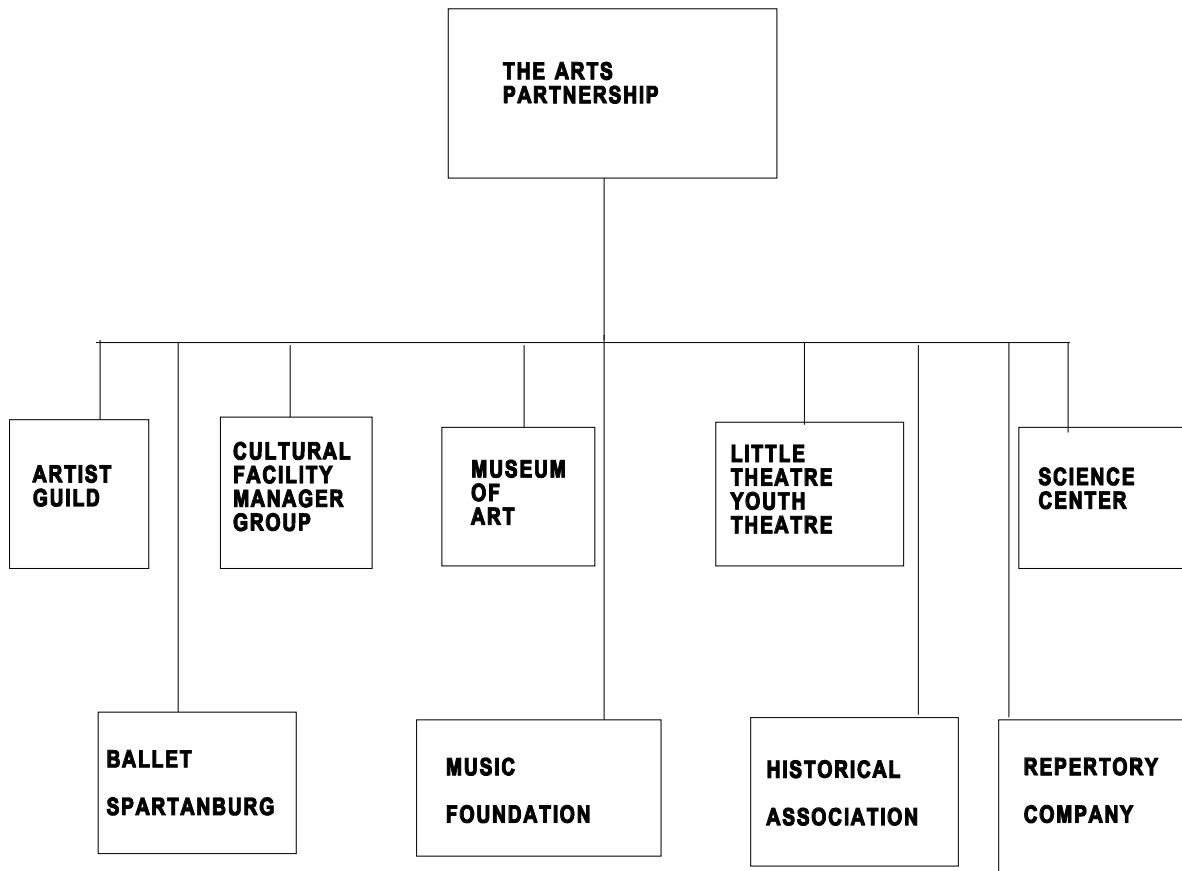 THE ARTS
PARTNERSHIP
ARTIST
GUILD
CULTURAL
FACILITY
MANAGER
GROUP
MUSEUM
OF
ART
LITTLE
THEATRE
YOUTH
THEATRE
SCIENCE
CENTER
BALLET
SPARTANBURG
MUSIC
FOUNDATION
HISTORICAL
ASSOCIATION
REPERTORY
COMPANY